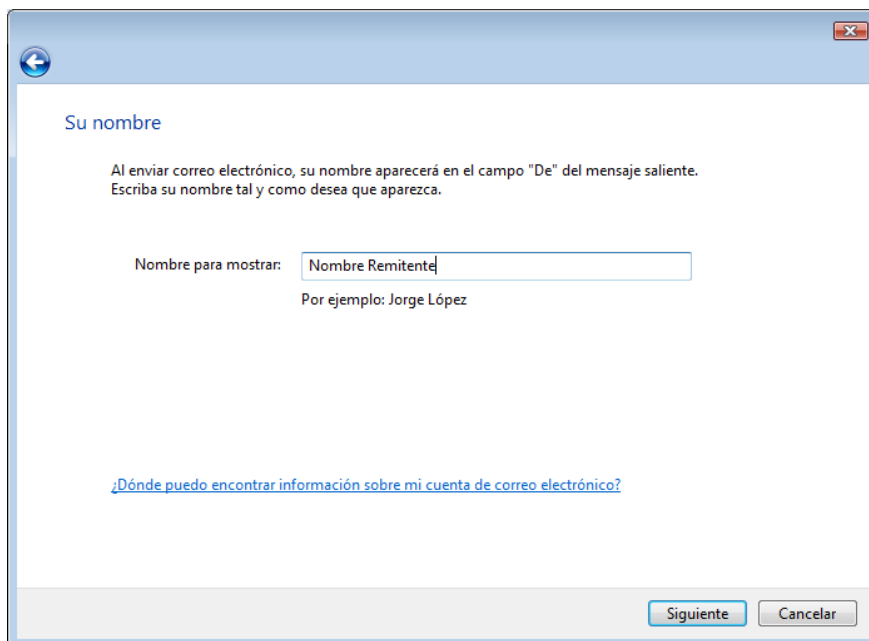 Su nombre
Al enviar correo electrónico, su nombre aparecerá en el campo "De" del mensaje saliente.
Escriba su nombre tal y como desea que aparezca.
Nombre para mostrar: Nombre Remitente
Por ejemplo: Jorge López
¿Dónde puedo encontrar información sobre mi cuenta de correo electrónico?
Siguiente Cancelar